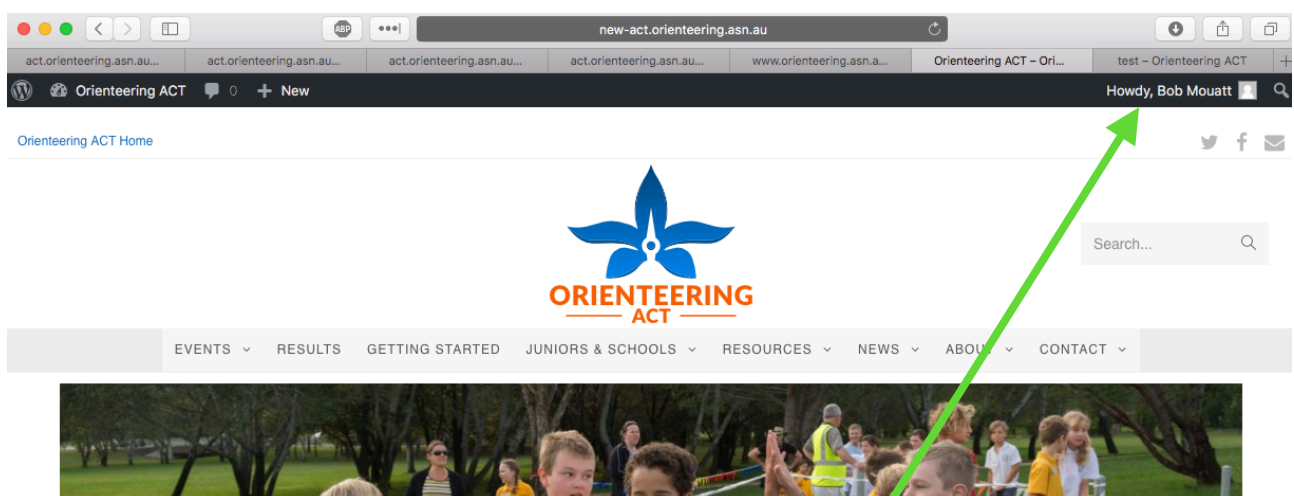 ABP
new-act.orienteering.asn.au
act.orienteering.asn.au...
act.orienteering.asn.au...
act.orienteering.asn.au...
act.orienteering.asn.au...
www.orienteering.asn.a...
Orienteering ACT – Ori...
test – Orienteering ACT
Orienteering ACT 0 + New
Howdy, Bob Mouatt
Orienteering ACT Home
Search...
ORIENTEERING
ACT
EVENTS RESULTS GETTING STARTED JUNIORS & SCHOOLS RESOURCES NEWS ABOUT CONTACT